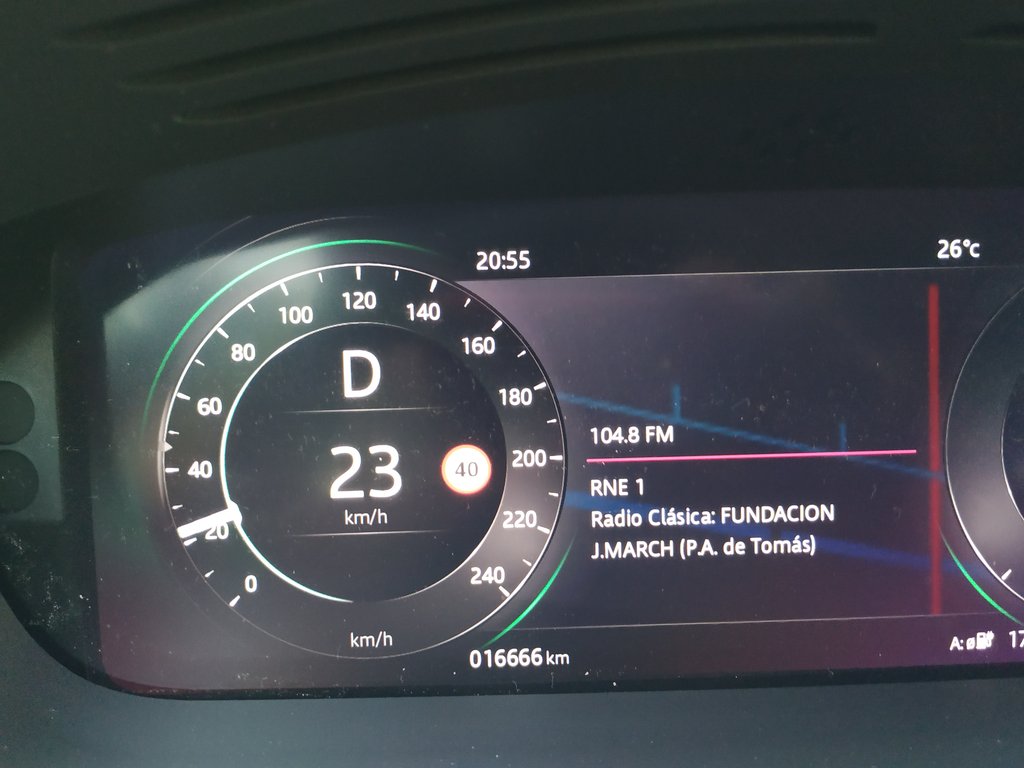 20:55
26°C
0
20
40
60
80
100
120
140
160
180
200
220
240
D
23
km/h
40
km/h
104.8 FM
RNE 1
Radio Clásica: FUNDACION
J.MARCH (P.A. de Tomás)
016666 km
A:ø
17